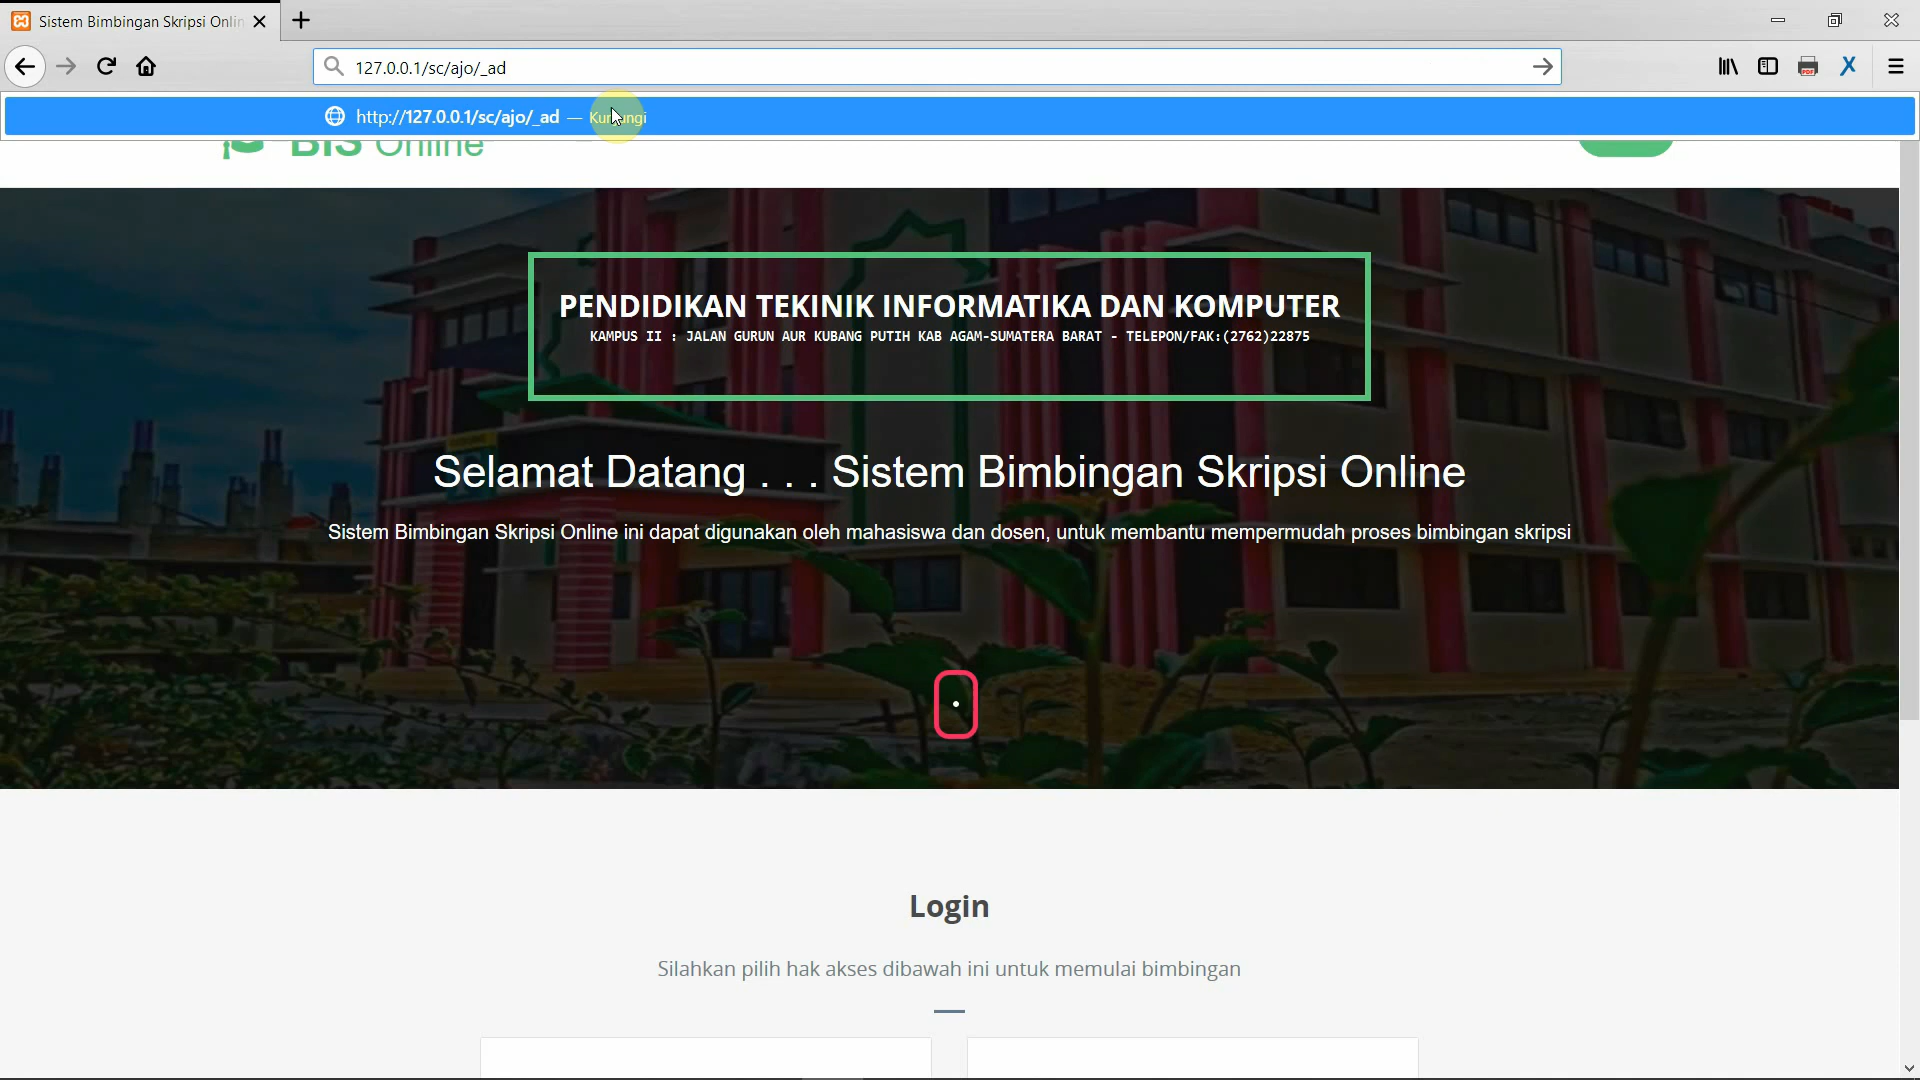 Sistem Bimbingan Skripsi Onlin
127.0.0.1/sc/ajo/_ad
http://127.0.0.1/sc/ajo/_ad — Kunjungi
BIS Online
PENDIDIKAN TEKINIK INFORMATIKA DAN KOMPUTER
KAMPUS II : JALAN GURUN AUR KUBANG PUTIH KAB AGAM-SUMATERA BARAT - TELEPON/FAK:(2762)22875
Selamat Datang . . . Sistem Bimbingan Skripsi Online
Sistem Bimbingan Skripsi Online ini dapat digunakan oleh mahasiswa dan dosen, untuk membantu mempermudah proses bimbingan skripsi
Login
Silahkan pilih hak akses dibawah ini untuk memulai bimbingan